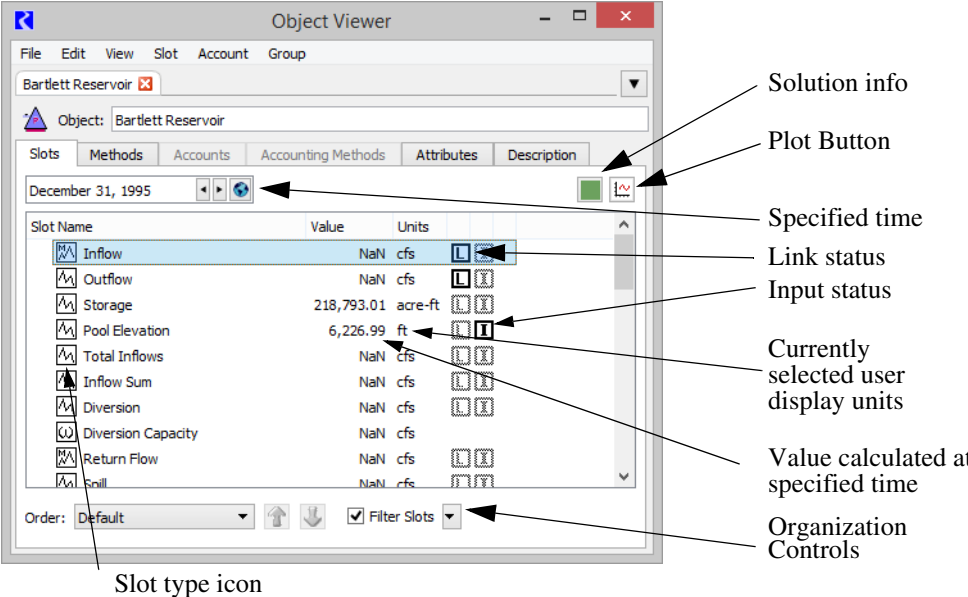 Object Viewer
File Edit View Slot Account Group
Bartlett Reservoir
Object: Bartlett Reservoir
Slots Methods Accounts Accounting Methods Attributes Description
December 31, 1995
Slot Name Value Units
Inflow NaN cfs L I
Outflow NaN cfs L I
Storage 218,793.01 acre-ft L I
Pool Elevation 6,226.99 ft L I
Total Inflows NaN cfs L I
Inflow Sum NaN cfs L I
Diversion NaN cfs L I
Diversion Capacity NaN cfs
Return Flow NaN cfs L I
Spill NaN cfs L I
Order: Default Filter Slots
Solution info
Plot Button
Specified time
Link status
Input status
Currently
selected user
display units
Value calculated at
specified time
Organization
Controls
Slot type icon